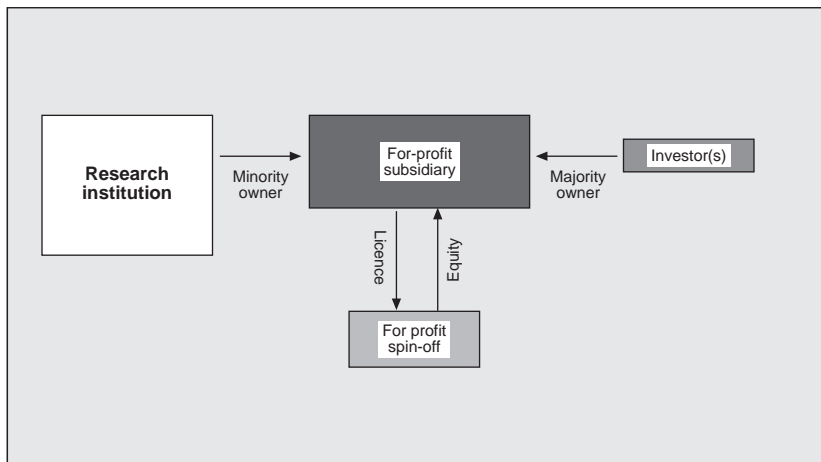 Research
institution
Minority
owner
For-profit
subsidiary
Majority
owner
Investor(s)
Licence
Equity
For profit
spin-off